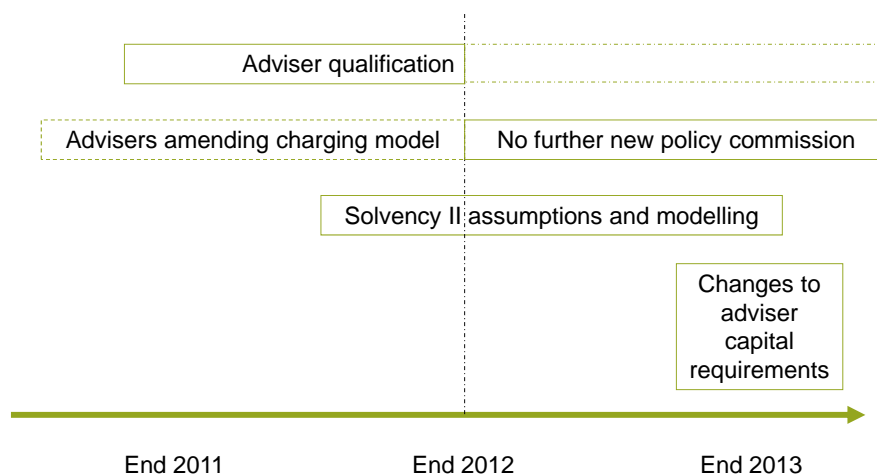 Adviser qualification
Advisers amending charging model
No further new policy commission
Solvency II assumptions and modelling
Changes to
adviser
capital
requirements
End 2011
End 2012
End 2013